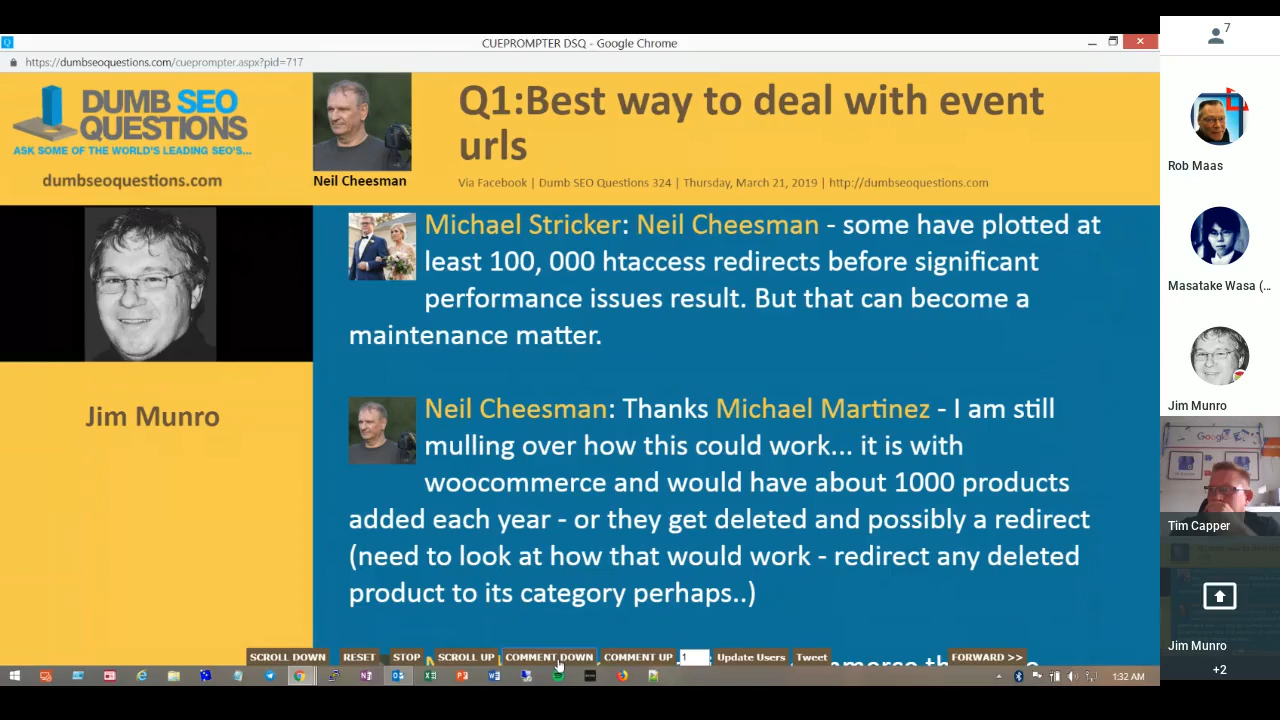 CUEPROMPTER DSQ - Google Chrome
https://dumbseoquestions.com/cueprompter.aspx?pid=717
DUMB SEO
QUESTIONS
ASK SOME OF THE WORLD'S LEADING SEO'S...
dumbseoquestions.com
Neil Cheesman
Q1:Best way to deal with event
urls
Via Facebook | Dumb SEO Questions 324 | Thursday, March 21, 2019 | http://dumbseoquestions.com
Jim Munro
Michael Stricker: Neil Cheesman - some have plotted at
least 100, 000 htaccess redirects before significant
performance issues result. But that can become a
maintenance matter.
Neil Cheesman: Thanks Michael Martinez - I am still
mulling over how this could work... it is with
woocommerce and would have about 1000 products
added each year - or they get deleted and possibly a redirect
(need to look at how that would work - redirect any deleted
product to its category perhaps..)
SCROLL DOWN RESET STOP SCROLL UP COMMENT DOWN COMMENT UP 1 Update Users Tweet FORWARD >>
1:32 AM
7
Rob Maas
Masatake Wasa (...
Jim Munro
Google
Tim Capper
Jim Munro
+2